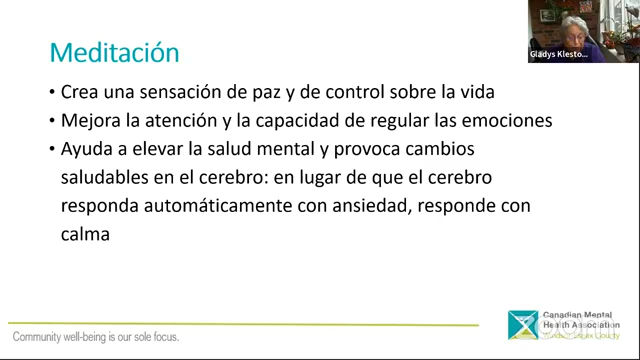 Meditación
• Crea una sensación de paz y de control sobre la vida
• Mejora la atención y la capacidad de regular las emociones
• Ayuda a elevar la salud mental y provoca cambios
saludables en el cerebro: en lugar de que el cerebro
responda automáticamente con ansiedad, responde con
calma
Gladys Klesto...
Community well-being is our sole focus.
Canadian Mental
Health Association
County
zoom